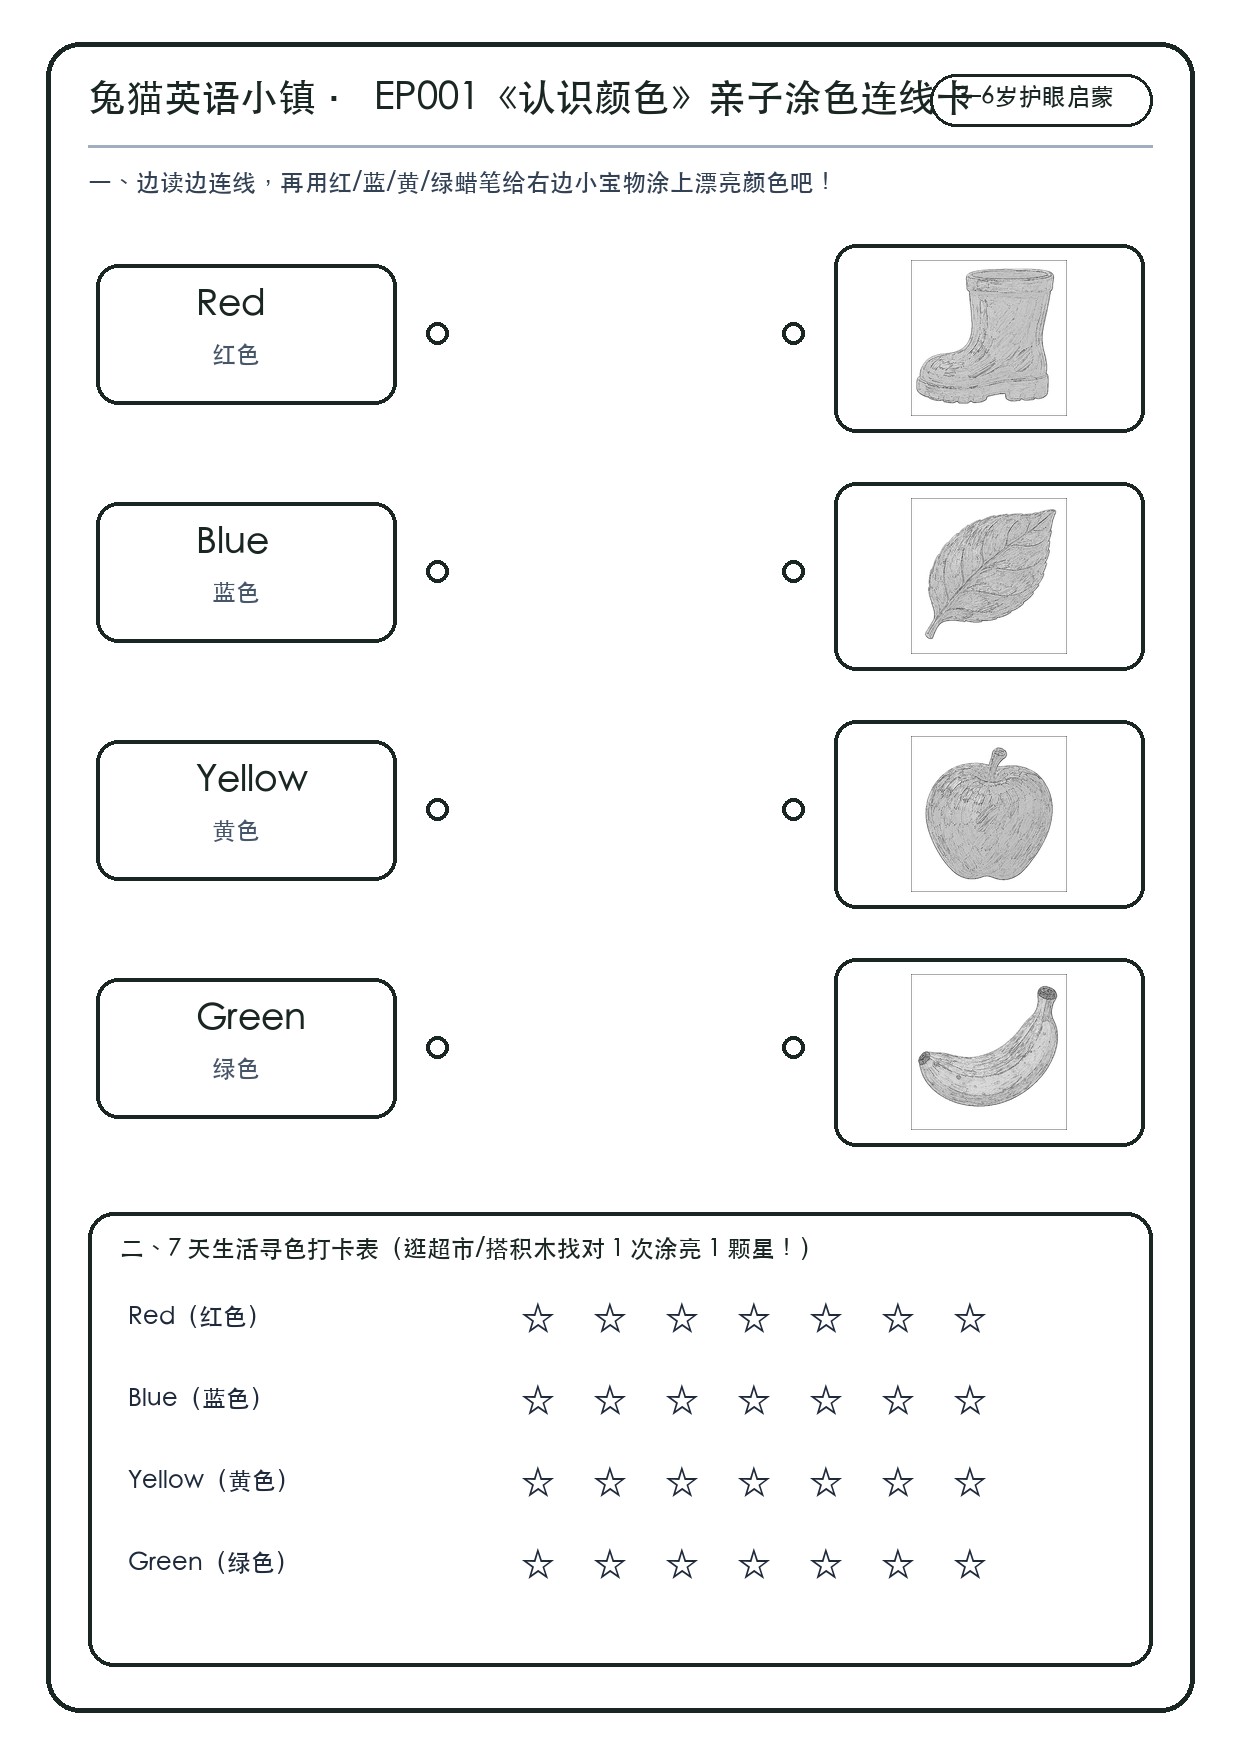 兔猫英语小镇 · EP001《认识颜色》亲子涂色连线卡
3-6岁护眼启蒙
一、边读边连线，再用红/蓝/黄/绿蜡笔给右边小宝物涂上漂亮颜色吧！
Red
红色
Blue
蓝色
Yellow
黄色
Green
绿色
二、7 天生活寻色打卡表（逛超市/搭积木找对 1 次涂亮 1 颗星！）
Red（红色） ☆ ☆ ☆ ☆ ☆ ☆ ☆
Blue（蓝色） ☆ ☆ ☆ ☆ ☆ ☆ ☆
Yellow（黄色） ☆ ☆ ☆ ☆ ☆ ☆ ☆
Green（绿色） ☆ ☆ ☆ ☆ ☆ ☆ ☆